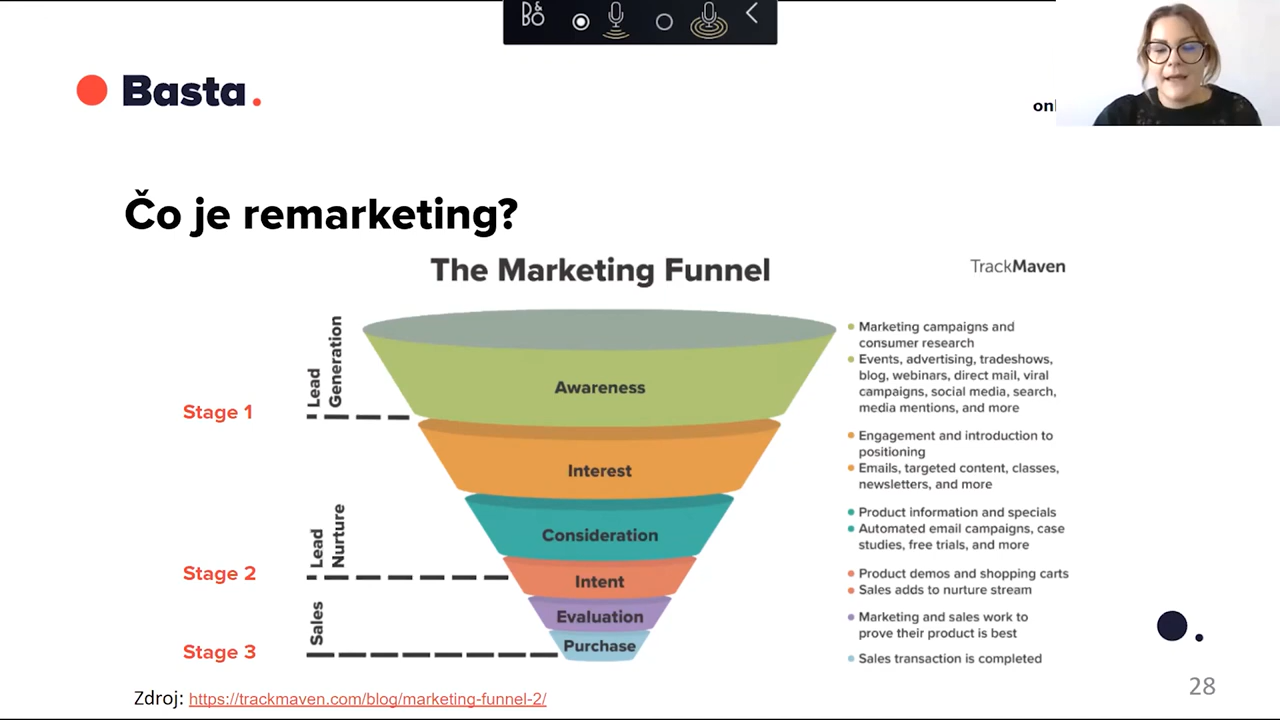 B&O
Basta.
onl
Čo je remarketing?
The Marketing Funnel
TrackMaven
Lead
Generation
Stage 1
Lead
Nurture
Stage 2
Sales
Stage 3
Awareness
Interest
Consideration
Intent
Evaluation
Purchase
Marketing campaigns and
consumer research
Events, advertising, tradeshows,
blog, webinars, direct mail, viral
campaigns, social media, search,
media mentions, and more
Engagement and introduction to
positioning
Emails, targeted content, classes,
newsletters, and more
Product information and specials
Automated email campaigns, case
studies, free trials, and more
Product demos and shopping carts
Sales adds to nurture stream
Marketing and sales work to
prove their product is best
Sales transaction is completed
Zdroj: https://trackmaven.com/blog/marketing-funnel-2/
28